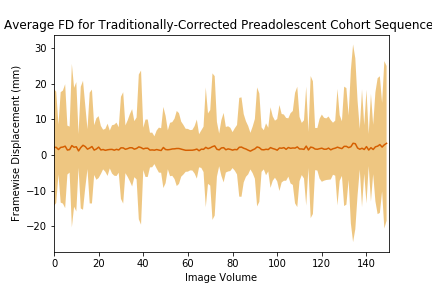 Average FD for Traditionally-Corrected Preadolescent Cohort Sequence
Framewise Displacement (mm)
30
20
10
0
−10
−20
0 20 40 60 80 100 120 140
Image Volume